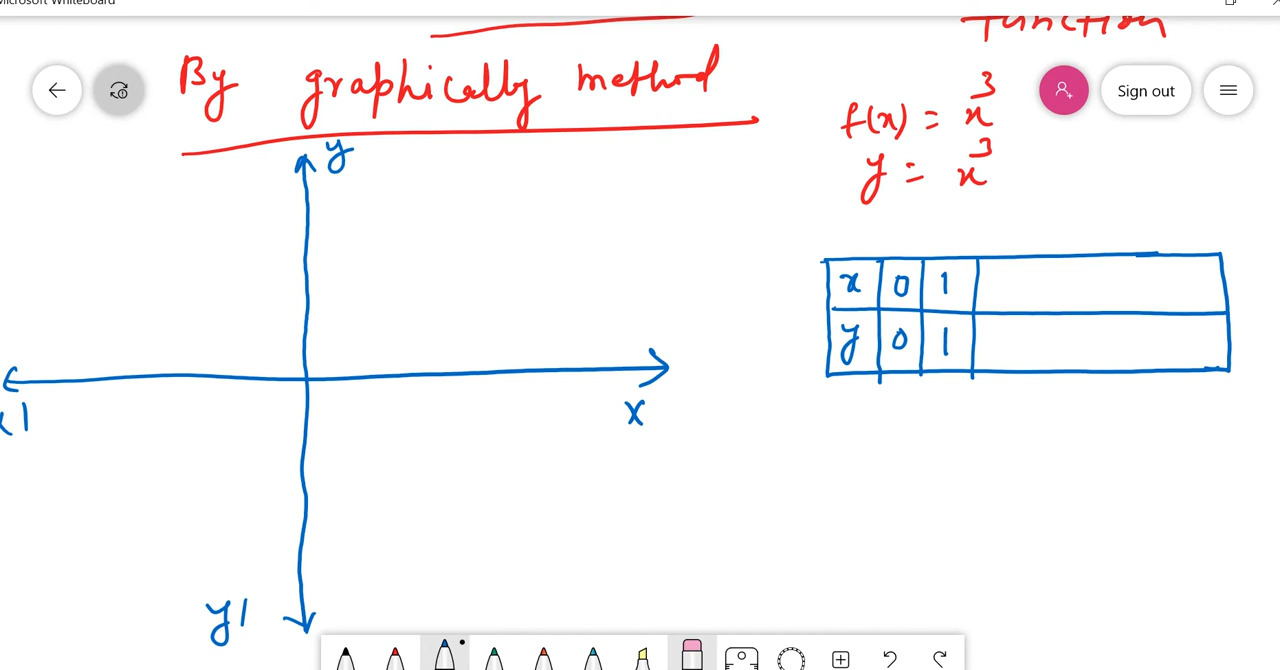 Microsoft Whiteboard
function
By graphically method
Sign out
f(x) = x³
y = x³
y
x 0 1
y 0 1
x
y'